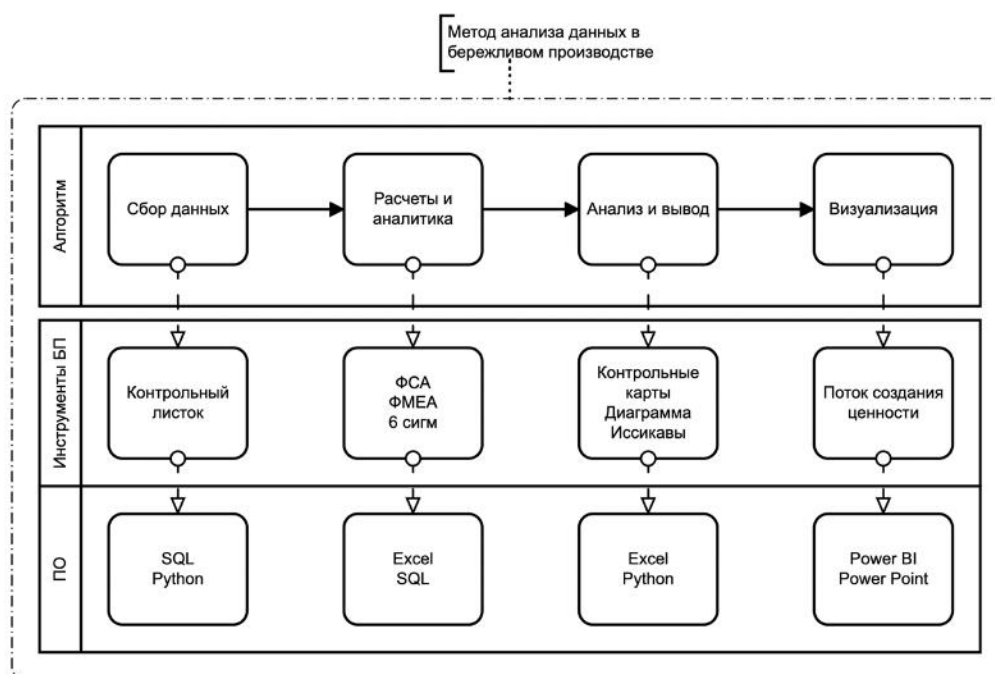 Метод анализа данных в
бережливом производстве
Алгоритм
Сбор данных
Расчеты и
аналитика
Анализ и вывод
Визуализация
Инструменты БП
Контрольный
листок
ФСА
ФМЕА
6 сигм
Контрольные
карты
Диаграмма
Иссикавы
Поток создания
ценности
ПО
SQL
Python
Excel
SQL
Excel
Python
Power BI
Power Point